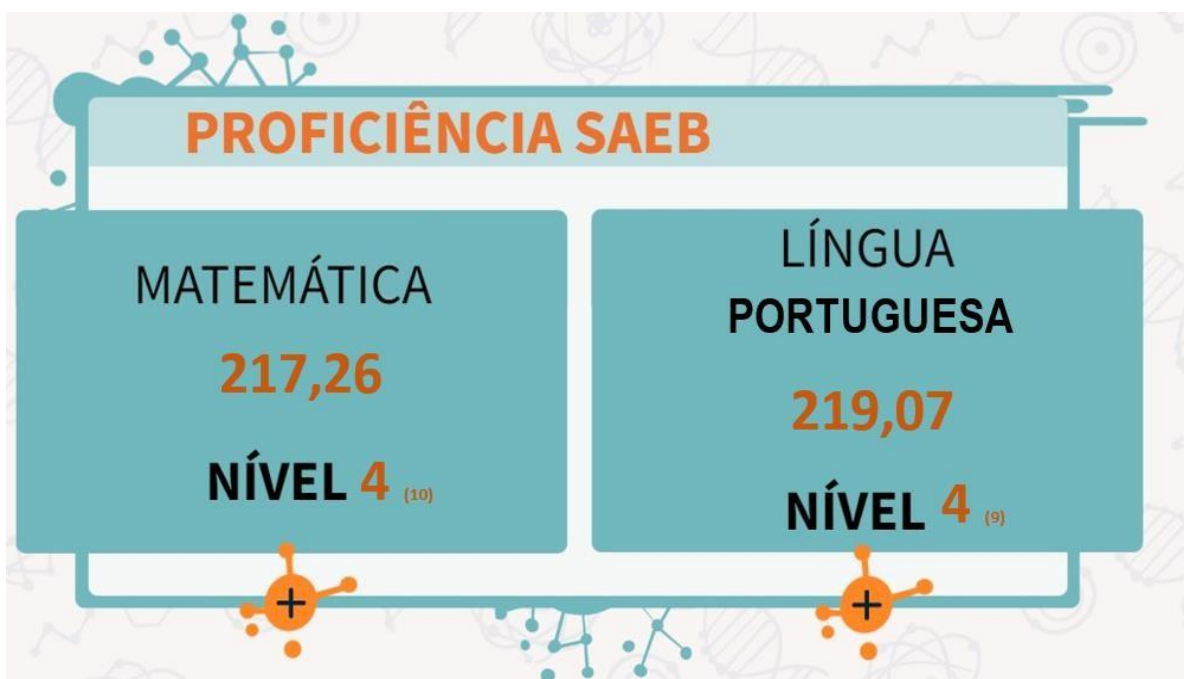 PROFICIÊNCIA SAEB
MATEMÁTICA
217,26
NÍVEL 4 (10)
LÍNGUA
PORTUGUESA
219,07
NÍVEL 4 (9)